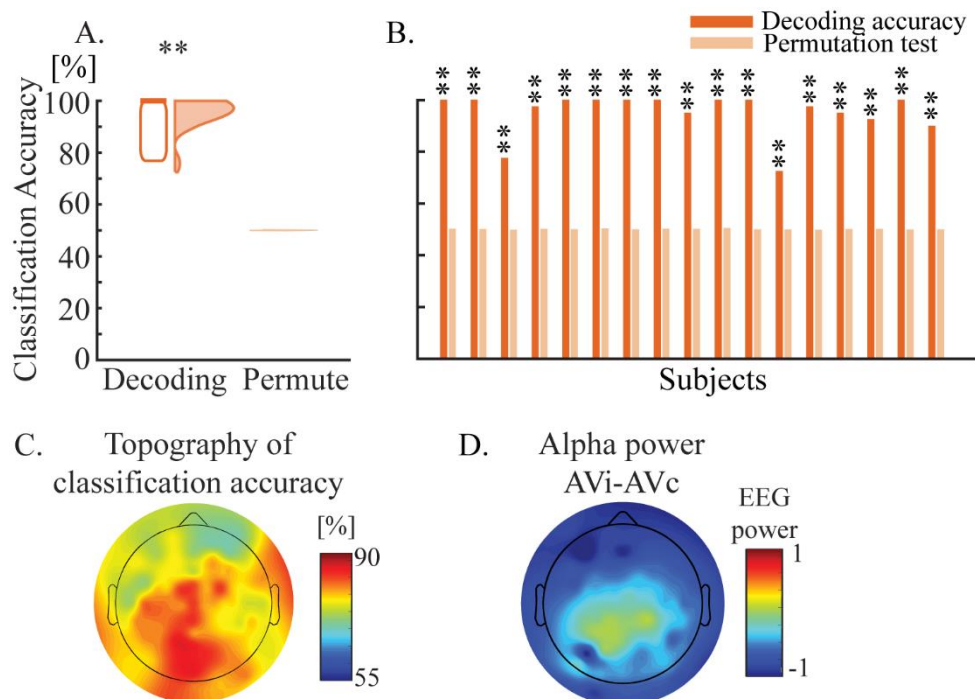 A.
**
[%]
Classification Accuracy
100
80
60
40
20
0
Decoding Permute
B.
Decoding accuracy
Permutation test
** ** ** ** ** ** ** ** ** ** ** ** ** ** ** ** **
Subjects
C. Topography of
classification accuracy
[%]
90
55
D. Alpha power
AVi-AVc
EEG
power
1
-1